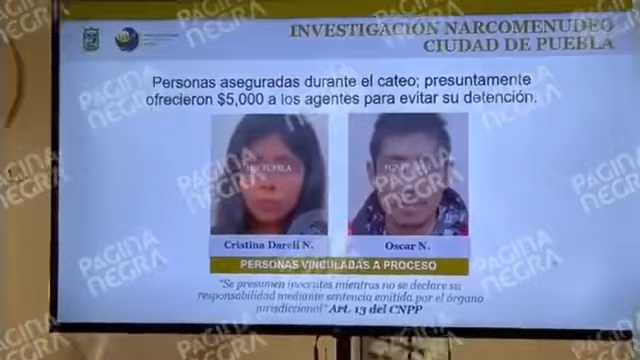 INVESTIGACIÓN NARCOMENUDEO
CIUDAD DE PUEBLA
Personas aseguradas durante el cateo; presuntamente
ofrecieron $5,000 a los agentes para evitar su detención.
Cristina Darelí N.
Oscar N.
PERSONAS VINCULADAS A PROCESO
"Se presumen inocentes mientras no se declare su
responsabilidad mediante sentencia emitida por el órgano
jurisdiccional" Art. 13 del CNPP
PÁGINA
NEGRA